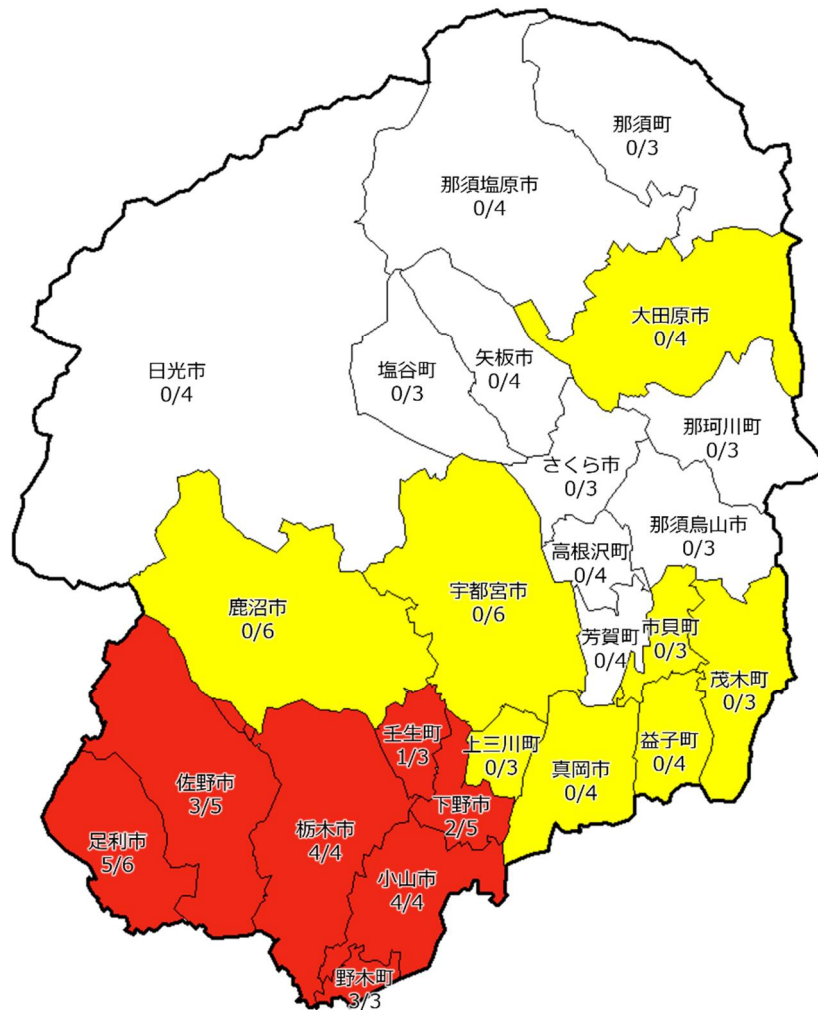 那須町
0/3
那須塩原市
0/4
大田原市
0/4
矢板市
0/4
塩谷町
0/3
日光市
0/4
那珂川町
0/3
さくら市
0/3
那須烏山市
0/3
高根沢町
0/4
宇都宮市
0/6
鹿沼市
0/6
芳賀町
0/4
市貝町
0/3
茂木町
0/3
益子町
0/4
真岡市
0/4
上三川町
0/3
壬生町
1/3
下野市
2/5
佐野市
3/5
栃木市
4/4
足利市
5/6
小山市
4/4
野木町
3/3